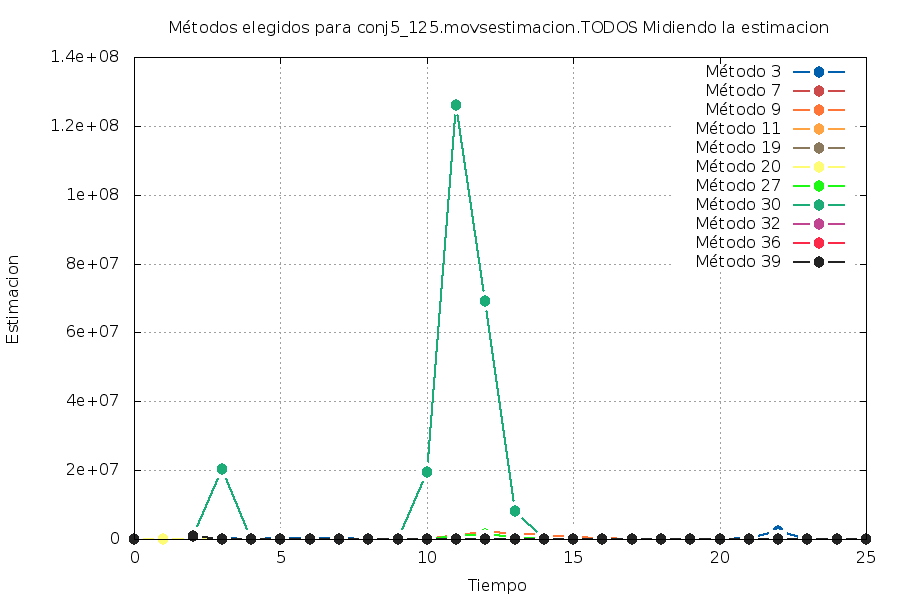 Métodos elegidos para conj5_125.movsestimacion.TODOS Midiendo la estimacion
1.4e+08
1.2e+08
1e+08
8e+07
6e+07
4e+07
2e+07
0
Estimacion
Método 3
Método 7
Método 9
Método 11
Método 19
Método 20
Método 27
Método 30
Método 32
Método 36
Método 39
0 5 10 15 20 25
Tiempo